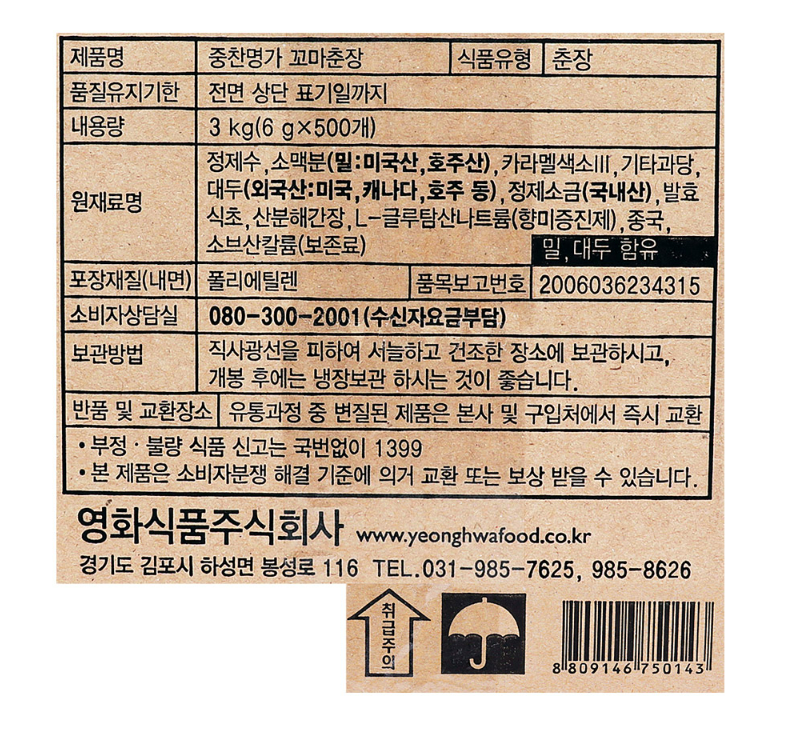 제품명 중찬명가 꼬마춘장 식품유형 춘장
품질유지기한 전면 상단 표기일까지
내용량 3 kg(6 g×500개)
원재료명 정제수, 소맥분(밀:미국산,호주산), 카라멜색소III, 기타과당,
대두(외국산:미국,캐나다,호주 등), 정제소금(국내산), 발효
식초, 산분해간장, L-글루탐산나트륨(향미증진제), 종국,
소브산칼륨(보존료) 밀, 대두 함유
포장재질(내면) 폴리에틸렌 품목보고번호 2006036234315
소비자상담실 080-300-2001(수신자요금부담)
보관방법 직사광선을 피하여 서늘하고 건조한 장소에 보관하시고,
개봉 후에는 냉장보관 하시는 것이 좋습니다.
반품 및 교환장소 유통과정 중 변질된 제품은 본사 및 구입처에서 즉시 교환
• 부정 · 불량 식품 신고는 국번없이 1399
• 본 제품은 소비자분쟁 해결 기준에 의거 교환 또는 보상 받을 수 있습니다.
영화식품주식회사 www.yeonghwafood.co.kr
경기도 김포시 하성면 봉성로 116 TEL.031-985-7625, 985-8626
취급주의
8 809146 750143